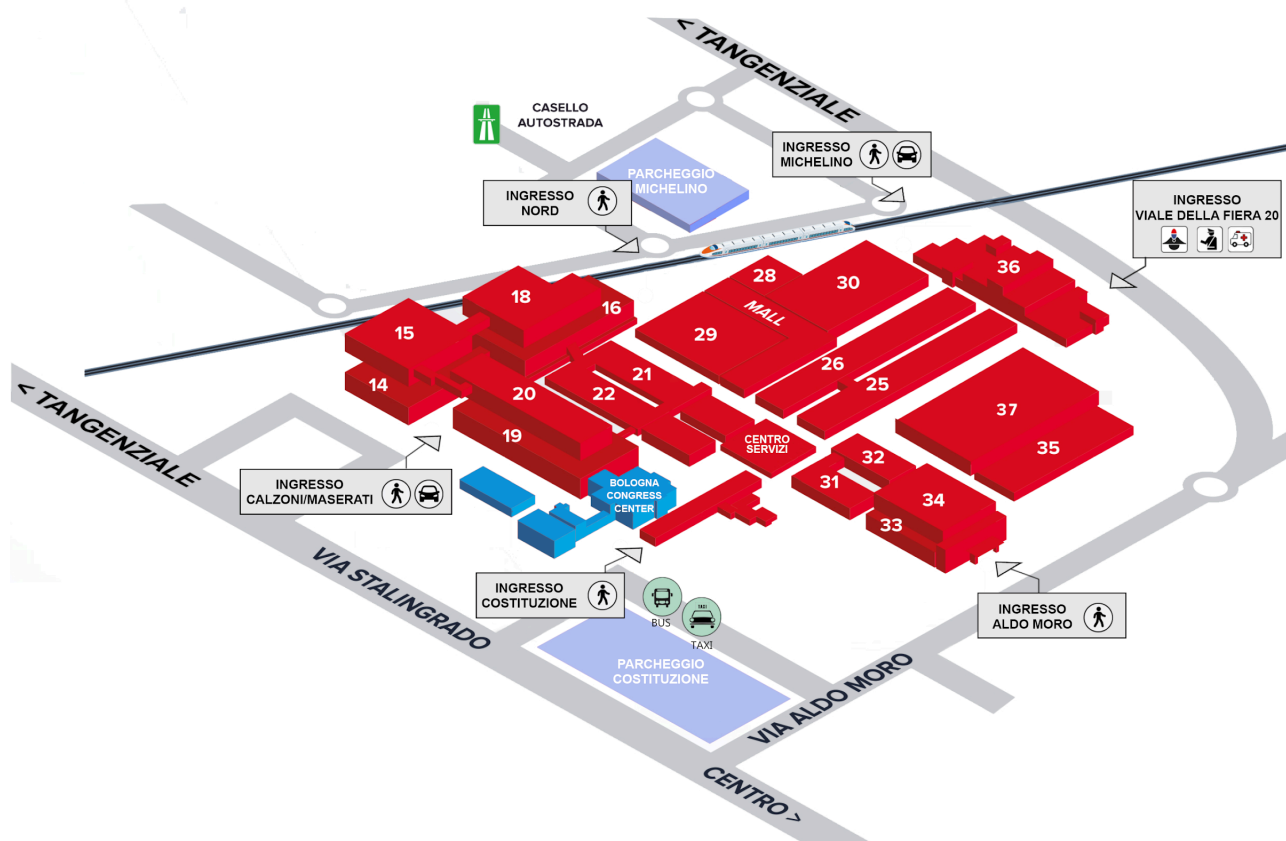 < TANGENZIALE
CASELLO
AUTOSTRADA
INGRESSO
MICHELINO
PARCHEGGIO
MICHELINO
INGRESSO
NORD
INGRESSO
VIALE DELLA FIERA 20
36
28
30
18
16
MALL
15
29
26
21
25
14
20
22
37
19
CENTRO
SERVIZI
35
32
31
34
33
< TANGENZIALE
INGRESSO
CALZONI/MASERATI
BOLOGNA
CONGRESS
CENTER
INGRESSO
COSTITUZIONE
TAXI
BUS
TAXI
INGRESSO
ALDO MORO
VIA STALINGRADO
PARCHEGGIO
COSTITUZIONE
VIA ALDO MORO
CENTRO >